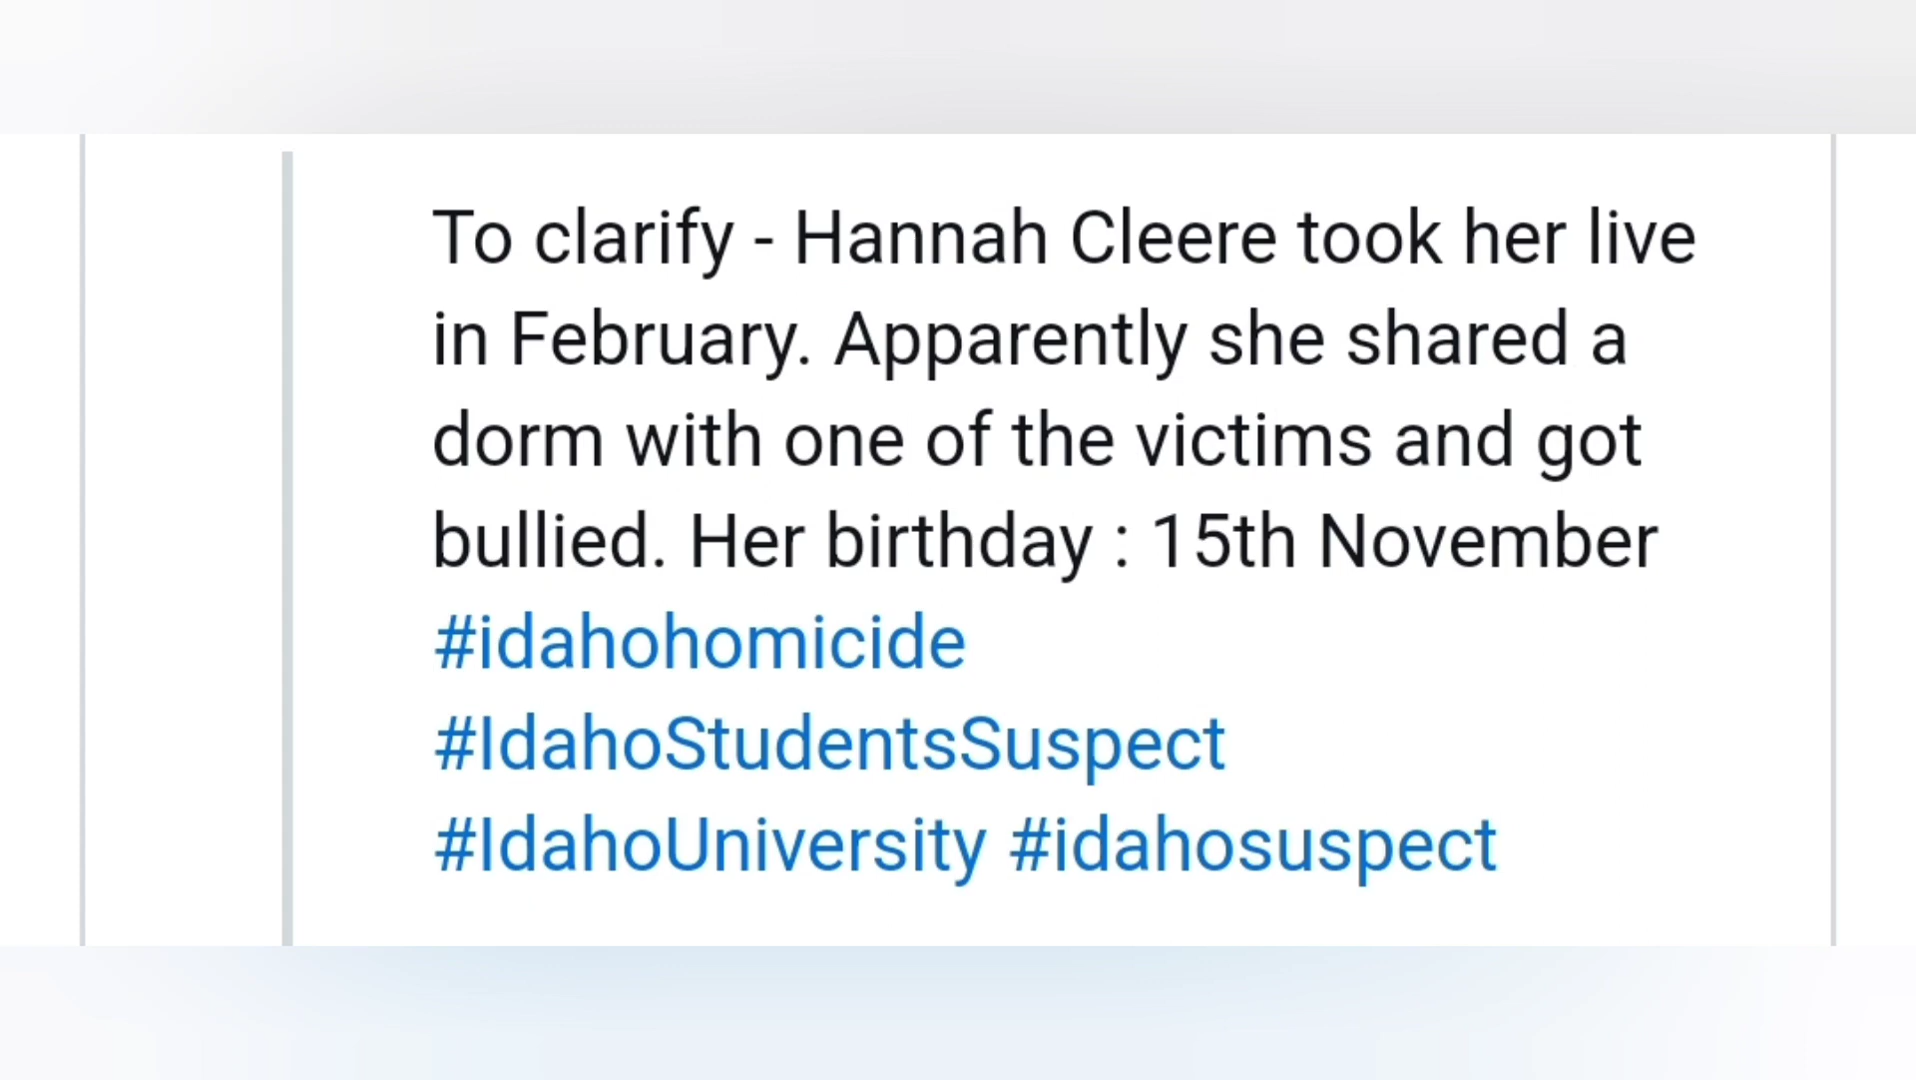 To clarify - Hannah Cleere took her live
in February. Apparently she shared a
dorm with one of the victims and got
bullied. Her birthday : 15th November
#idahohomicide
#IdahoStudentsSuspect
#IdahoUniversity #idahosuspect